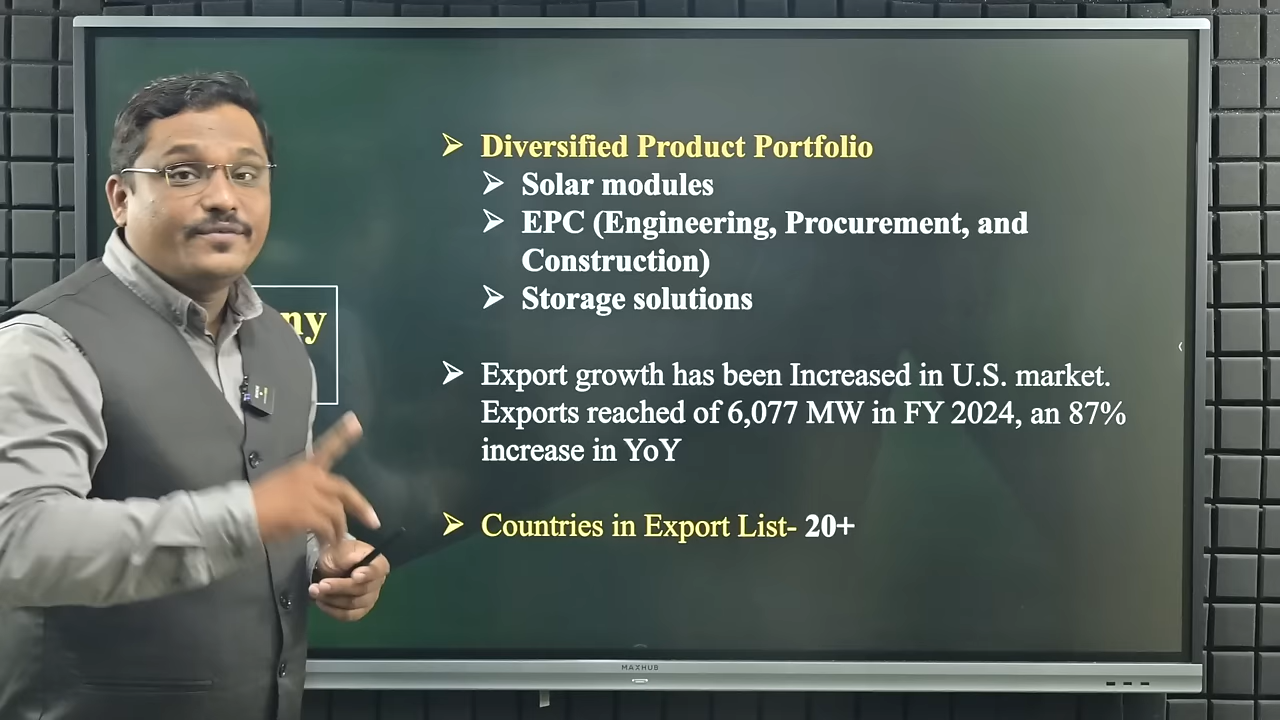 ➤ Diversified Product Portfolio
➤ Solar modules
➤ EPC (Engineering, Procurement, and
Construction)
➤ Storage solutions
➤ Export growth has been Increased in U.S. market.
Exports reached of 6,077 MW in FY 2024, an 87%
increase in YoY
➤ Countries in Export List- 20+
MAXHUB